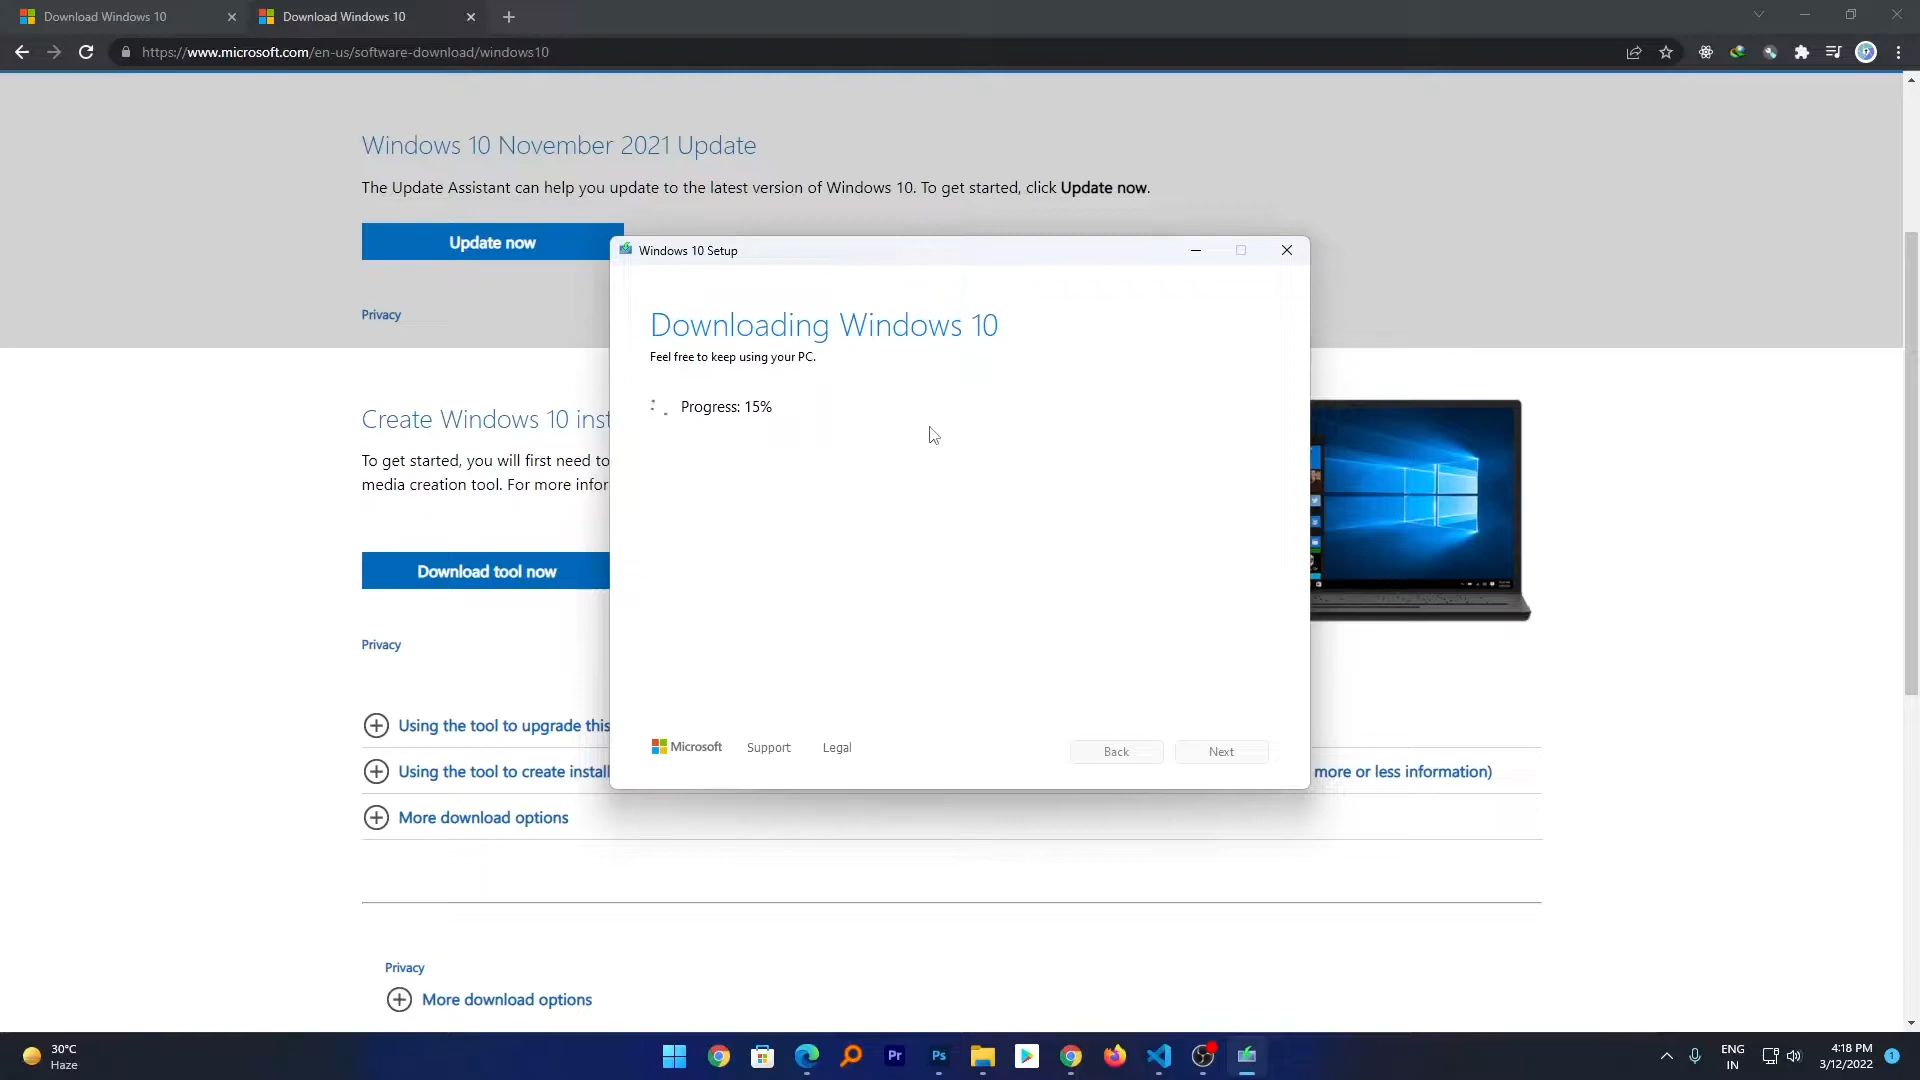 Download Windows 10
Download Windows 10
https://www.microsoft.com/en-us/software-download/windows10
Windows 10 November 2021 Update
The Update Assistant can help you update to the latest version of Windows 10. To get started, click Update now.
Update now
Privacy
Windows 10 Setup
Downloading Windows 10
Feel free to keep using your PC.
Progress: 15%
Microsoft
Support
Legal
Back
Next
Create Windows 10 inst
To get started, you will first need to
media creation tool. For more infor
Download tool now
Privacy
Using the tool to upgrade this
Using the tool to create install
more or less information)
More download options
Privacy
More download options
30°C
Haze
Pr
Ps
ENG
IN
4:18 PM
3/12/2022
1